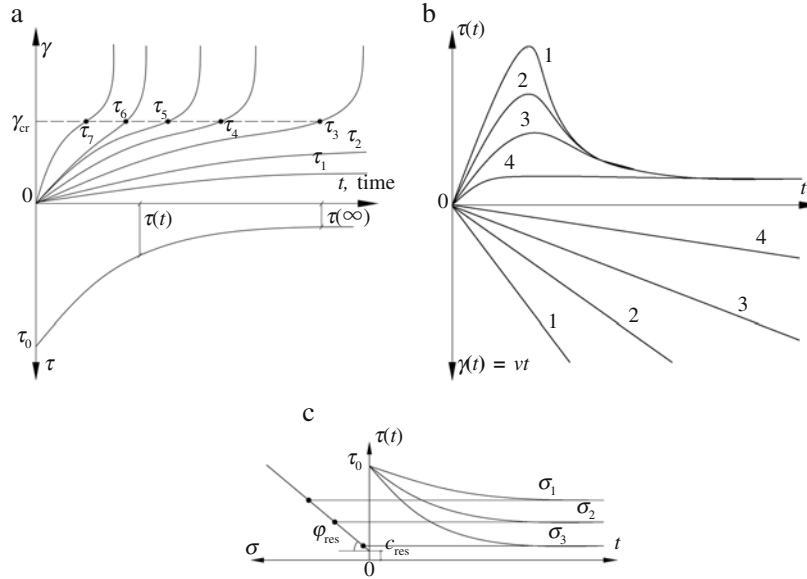 a
γ
γcr
τ7
τ6
τ5
τ4
τ3
τ2
τ1
0
t, time
τ(t)
τ(∞)
τ0
τ
b
τ(t)
1
2
3
4
0
t
4
3
2
1
γ(t) = vt
c
τ(t)
τ0
σ1
σ2
σ3
φres
cres
σ
0
t